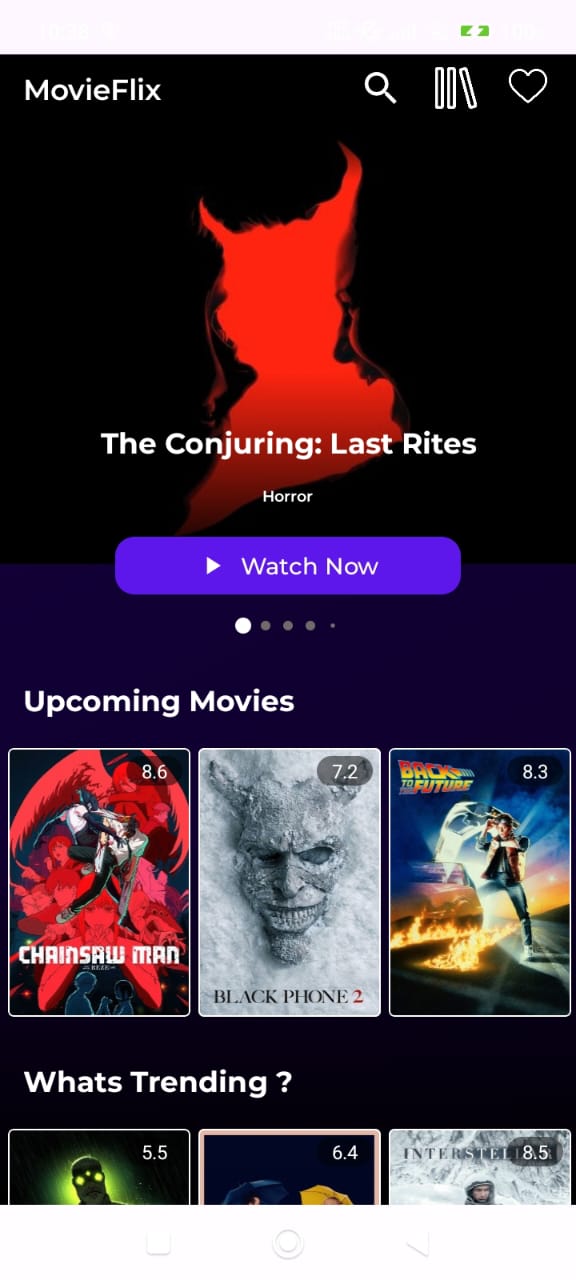 MovieFlix
The Conjuring: Last Rites
Horror
Watch Now
Upcoming Movies
8.6
7.2
8.3
BACK
TO THE
FUTURE
CHAINSAW MAN
BLACK PHONE 2
Whats Trending ?
5.5
6.4
8.5